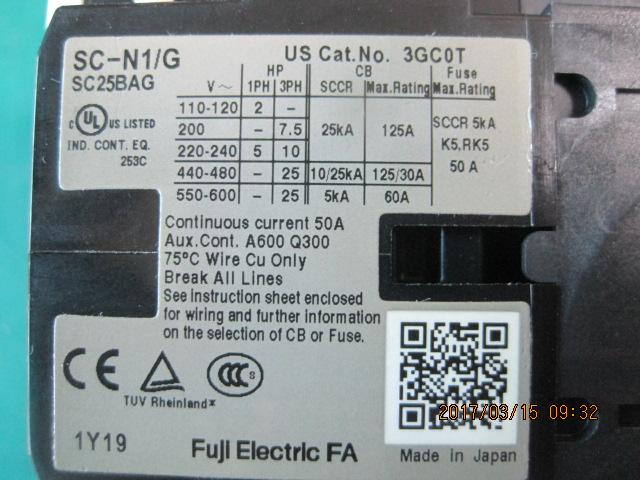 SC-N1/G US Cat.No. 3GC0T
SC25BAG
V~ HP CB Fuse
1PH 3PH SCCR Max.Rating Max.Rating
110-120 2 - 25kA 125A SCCR 5kA
200 - 7.5 K5,RK5
220-240 5 10 50 A
440-480 - 25 10/25kA 125/30A
550-600 - 25 5kA 60A
c UL US LISTED
IND. CONT. EQ.
253C
Continuous current 50A
Aux.Cont. A600 Q300
75°C Wire Cu Only
Break All Lines
See instruction sheet enclosed
for wiring and further information
on the selection of CB or Fuse.
CE CCC S
TUV Rheinland
1Y19 Fuji Electric FA Made in Japan
2017/03/15 09:32